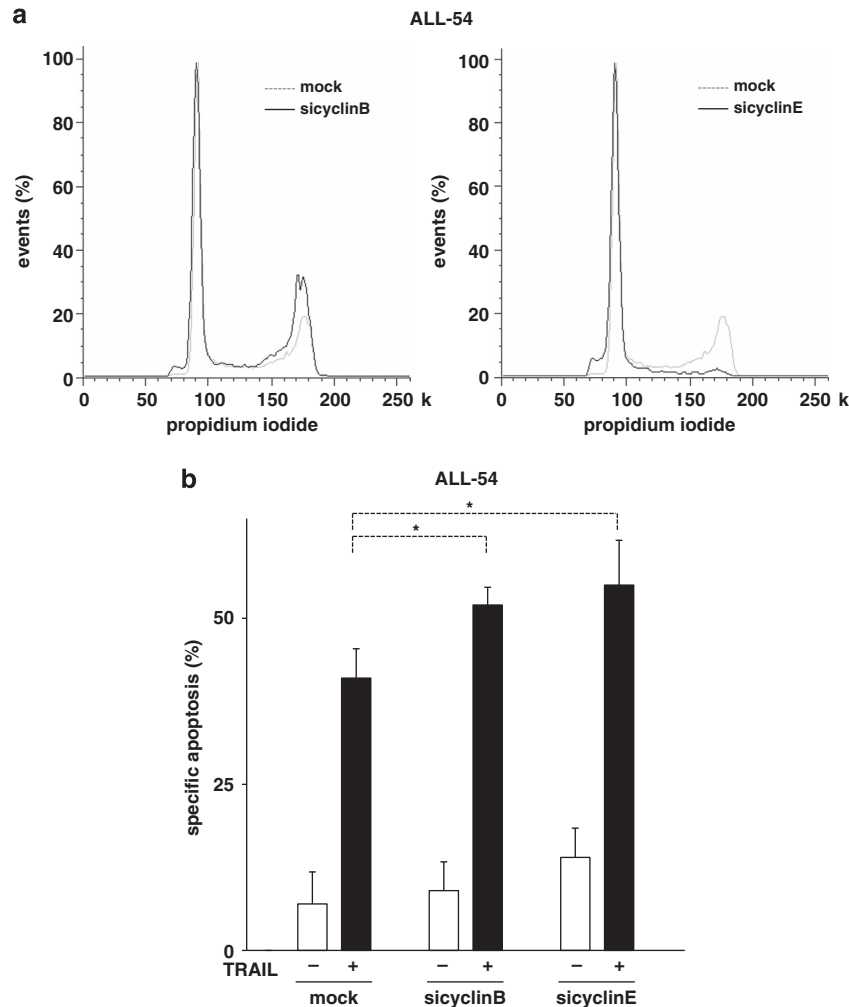 a
ALL-54
100
80
60
40
20
0
events (%)
mock
sicyclinB
0 50 100 150 200 250 k
propidium iodide
100
80
60
40
20
0
events (%)
mock
sicyclinE
0 50 100 150 200 250 k
propidium iodide
b
ALL-54
*
*
50
25
0
specific apoptosis (%)
TRAIL – + – + – +
mock sicyclinB sicyclinE